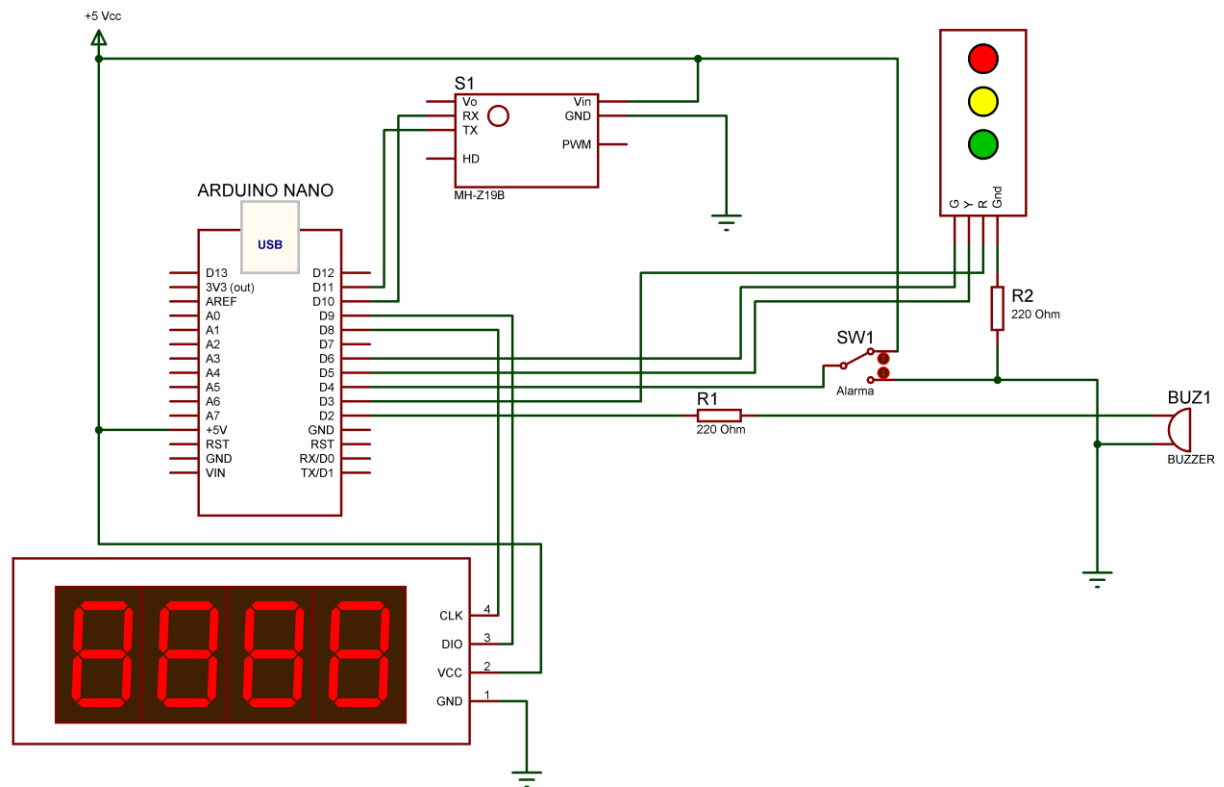 +5 Vcc
S1
Vo
RX
TX
HD
Vin
GND
PWM
MH-Z19B
G
Y
R
Gnd
R2
220 Ohm
ARDUINO NANO
USB
D13
3V3 (out)
AREF
A0
A1
A2
A3
A4
A5
A6
A7
+5V
RST
GND
VIN
D12
D11
D10
D9
D8
D7
D6
D5
D4
D3
D2
GND
RST
RX/D0
TX/D1
SW1
Alarma
R1
220 Ohm
BUZ1
BUZZER
8888
CLK 4
DIO 3
VCC 2
GND 1